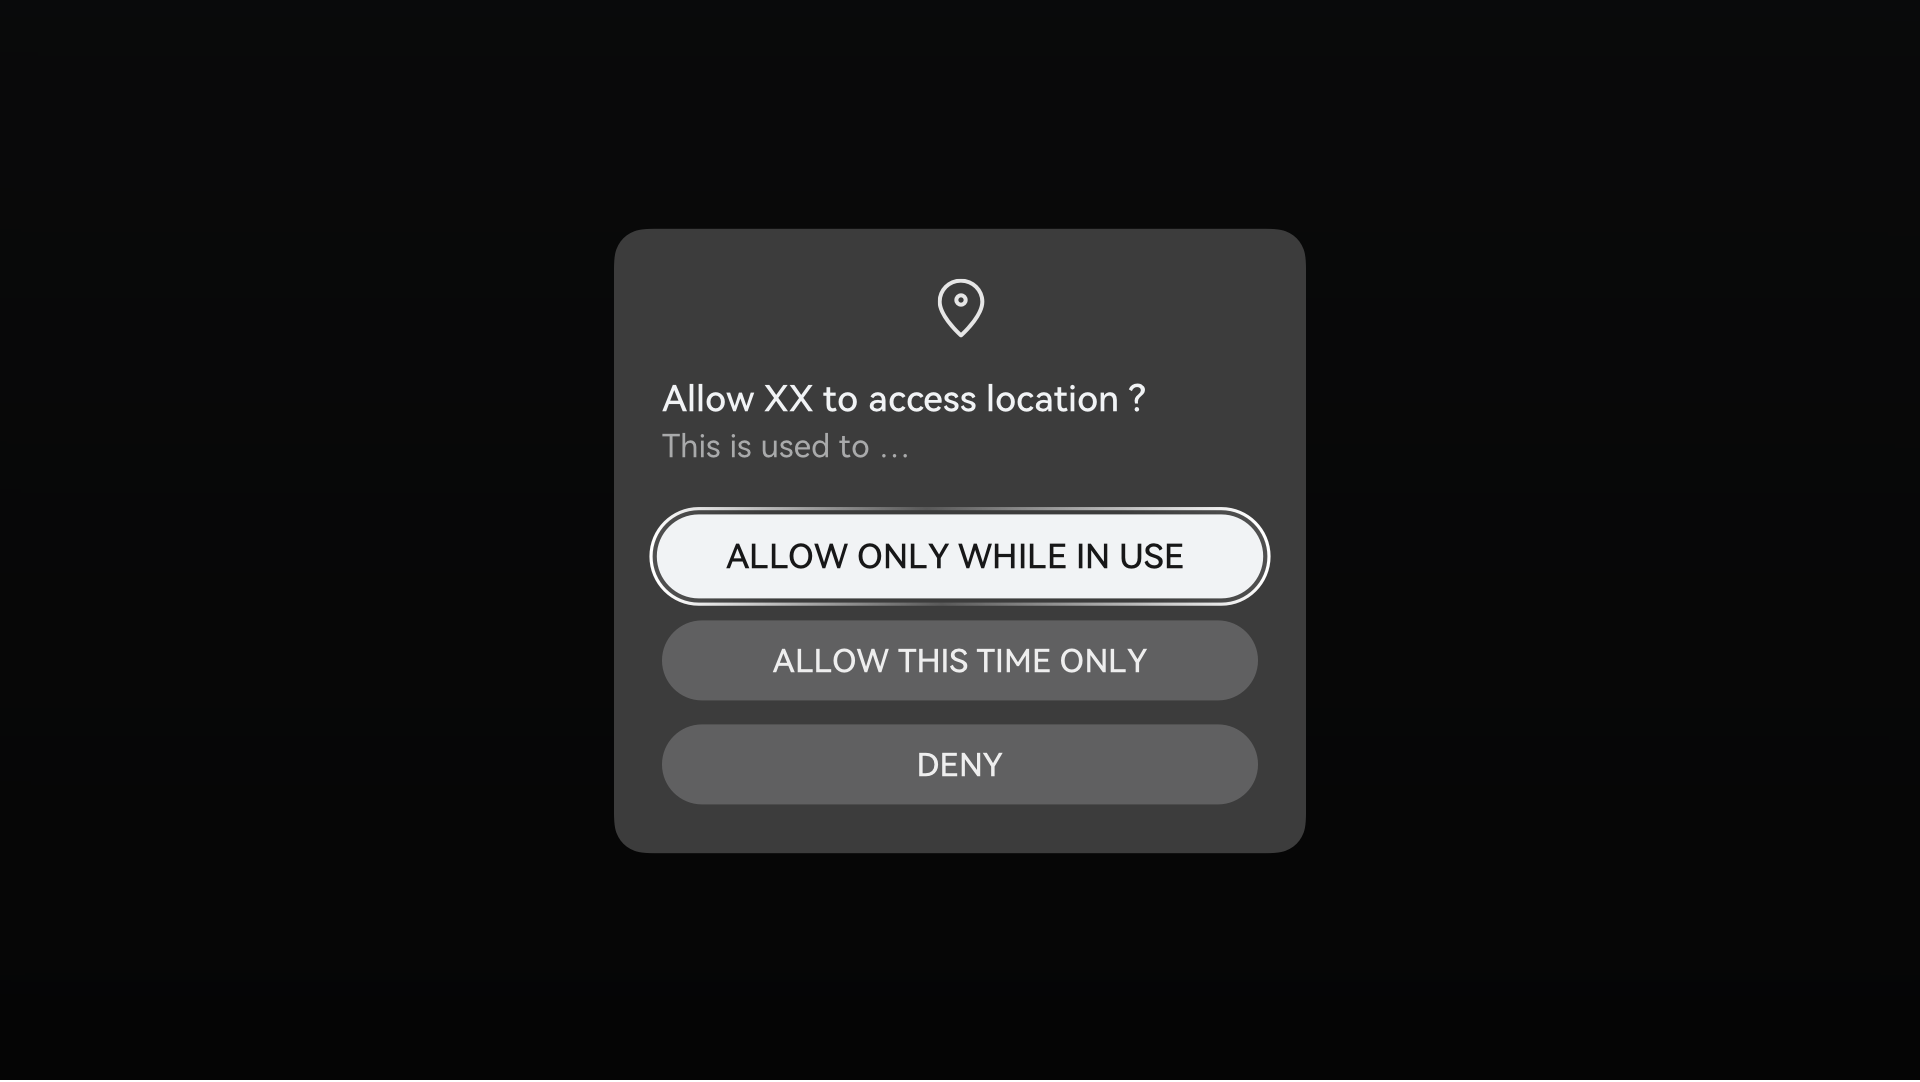 Allow XX to access location ?
This is used to ...
ALLOW ONLY WHILE IN USE
ALLOW THIS TIME ONLY
DENY